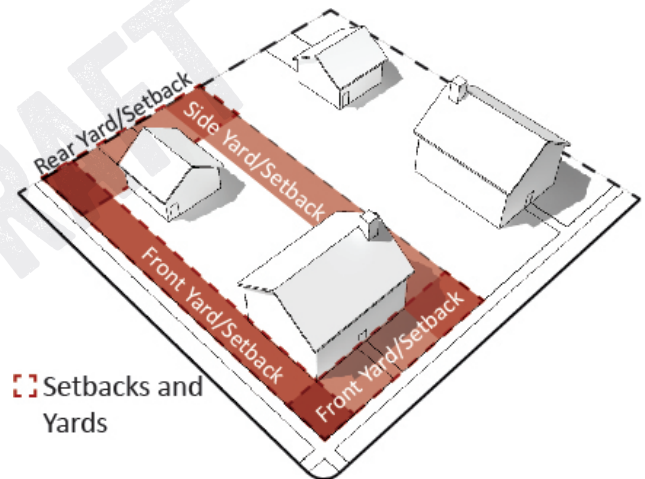 Rear Yard/Setback
Side Yard/Setback
Front Yard/Setback
Front Yard/Setback
Setbacks and
Yards